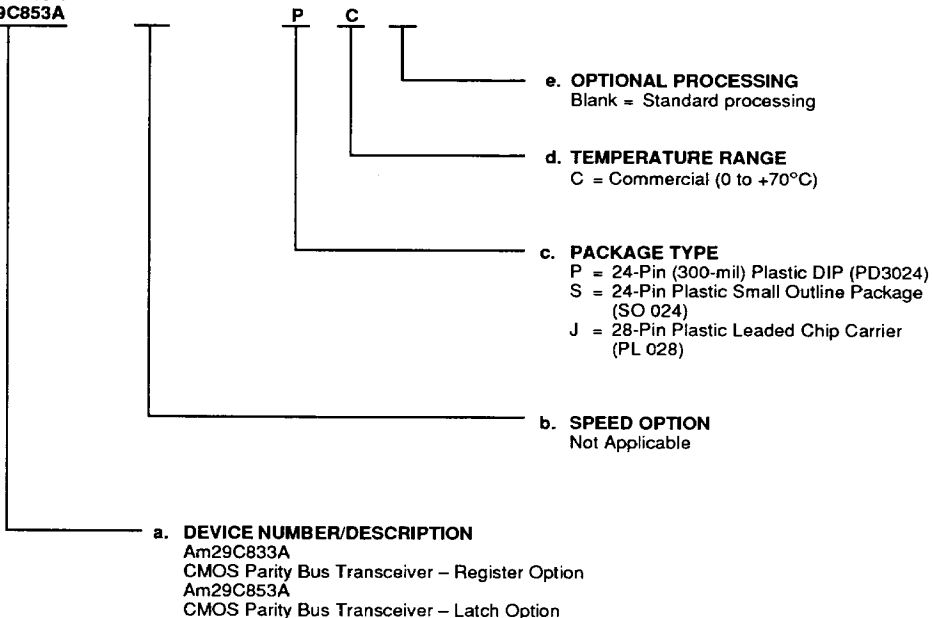 9C853A P C
e. OPTIONAL PROCESSING
Blank = Standard processing
d. TEMPERATURE RANGE
C = Commercial (0 to +70°C)
c. PACKAGE TYPE
P = 24-Pin (300-mil) Plastic DIP (PD3024)
S = 24-Pin Plastic Small Outline Package
(SO 024)
J = 28-Pin Plastic Leaded Chip Carrier
(PL 028)
b. SPEED OPTION
Not Applicable
a. DEVICE NUMBER/DESCRIPTION
Am29C833A
CMOS Parity Bus Transceiver – Register Option
Am29C853A
CMOS Parity Bus Transceiver – Latch Option